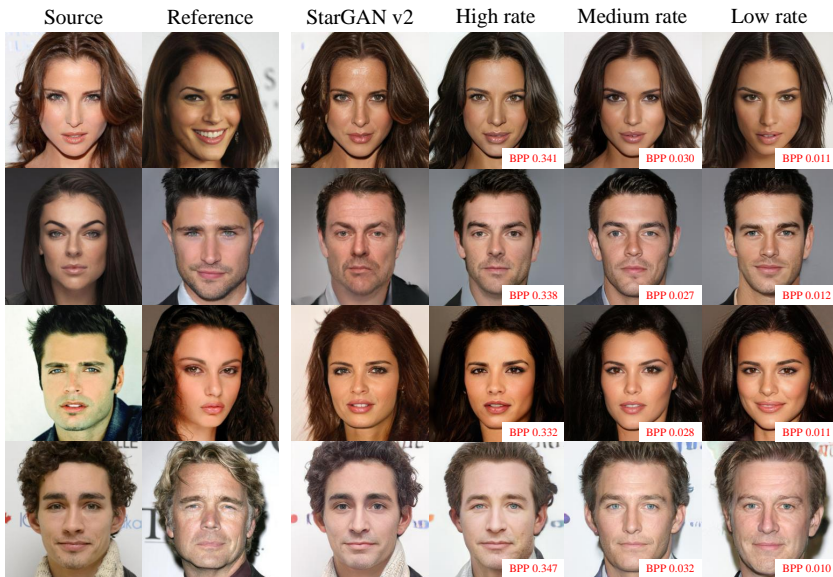 Source Reference StarGAN v2 High rate Medium rate Low rate
BPP 0.341 BPP 0.030 BPP 0.011
BPP 0.338 BPP 0.027 BPP 0.012
BPP 0.332 BPP 0.028 BPP 0.011
BPP 0.347 BPP 0.032 BPP 0.010